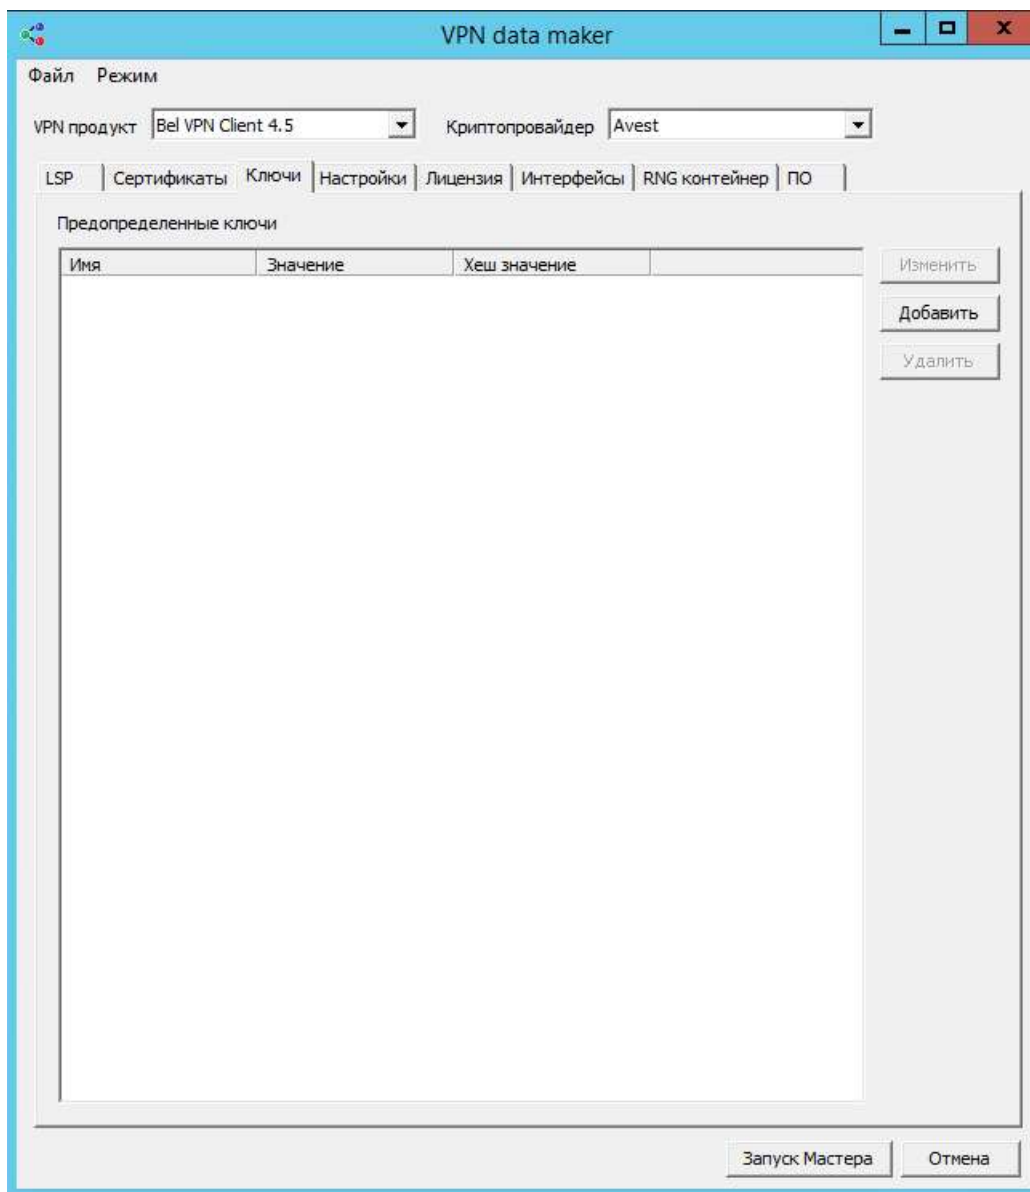 VPN data maker
Файл Режим
VPN продукт Bel VPN Client 4.5 Криптопровайдер Avest
LSP Сертификаты Ключи Настройки Лицензия Интерфейсы RNG контейнер ПО
Предопределенные ключи
Имя Значение Хеш значение
Изменить
Добавить
Удалить
Запуск Мастера Отмена